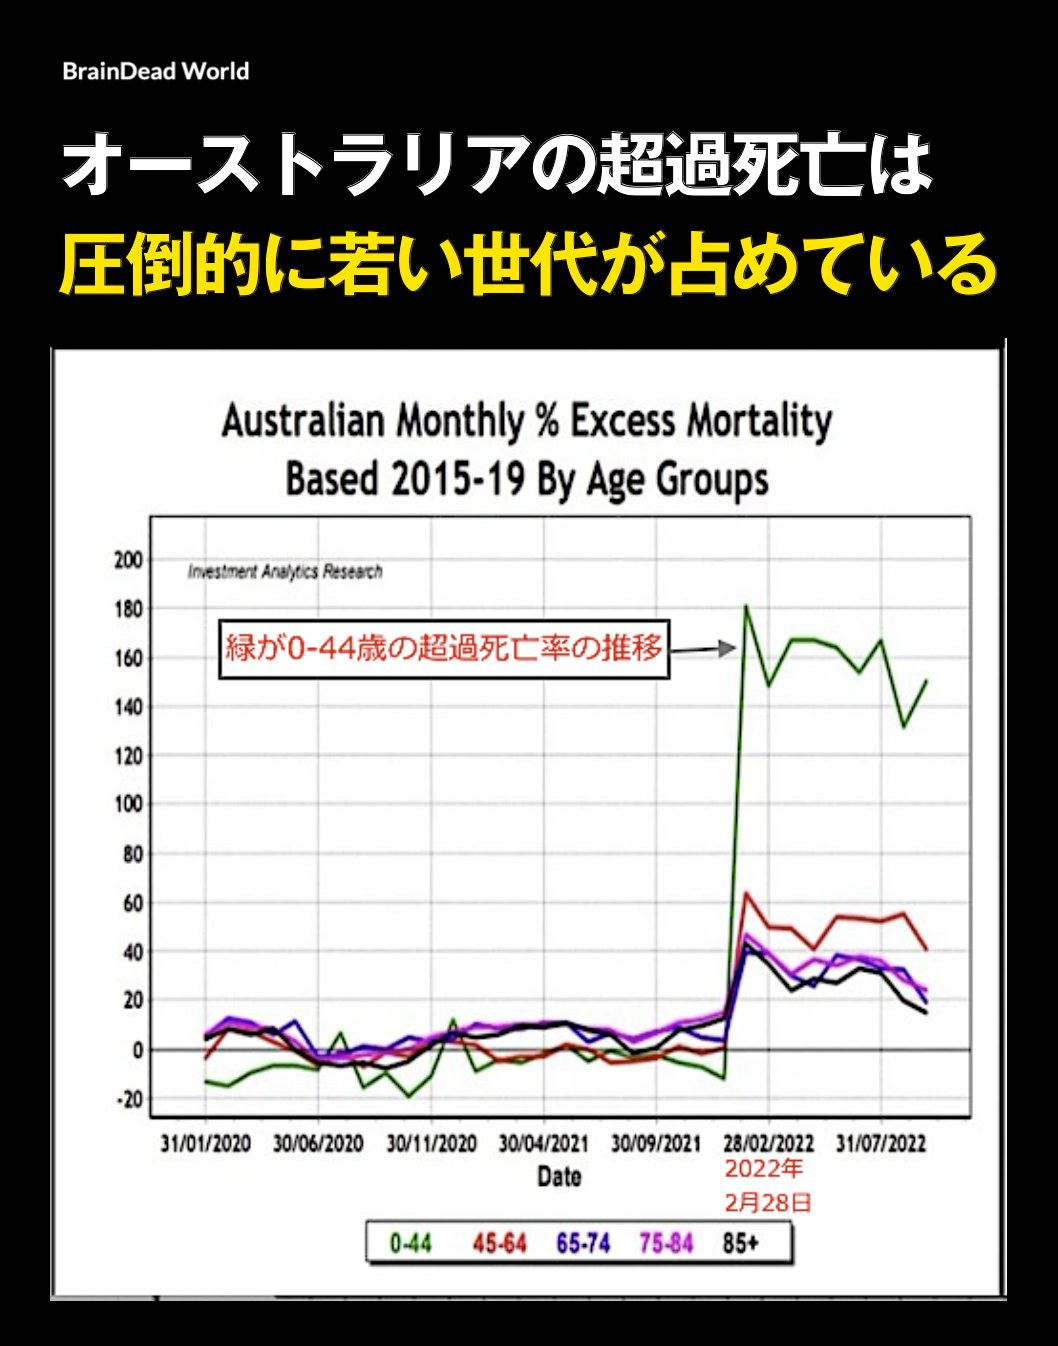 BrainDead World
オーストラリアの超過死亡は
圧倒的に若い世代が占めている
Australian Monthly % Excess Mortality
Based 2015-19 By Age Groups
Investment Analytics Research
緑が0-44歳の超過死亡率の推移
200
180
160
140
120
100
80
60
40
20
0
-20
31/01/2020 30/06/2020 30/11/2020 30/04/2021 30/09/2021 28/02/2022 31/07/2022
Date
2022年
2月28日
0-44 45-64 65-74 75-84 85+